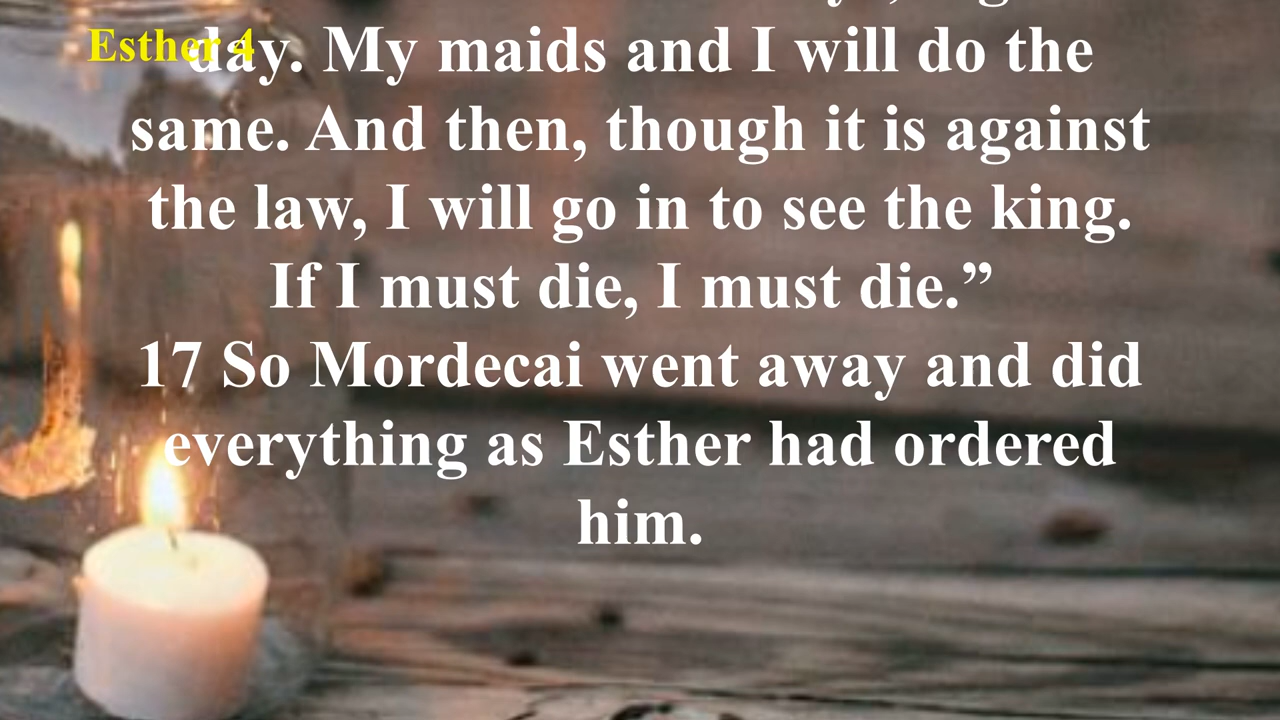 Esther 4
day. My maids and I will do the
same. And then, though it is against
the law, I will go in to see the king.
If I must die, I must die.”
17 So Mordecai went away and did
everything as Esther had ordered
him.